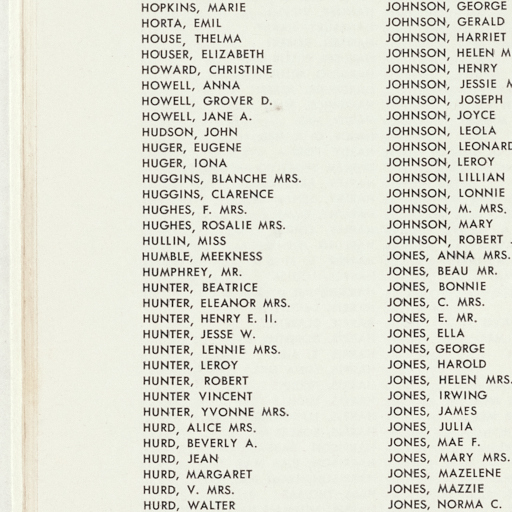 HOPKINS, MARIE
HORTA, EMIL
HOUSE, THELMA
HOUSER, ELIZABETH
HOWARD, CHRISTINE
HOWELL, ANNA
HOWELL, GROVER D.
HOWELL, JANE A.
HUDSON, JOHN
HUGER, EUGENE
HUGER, IONA
HUGGINS, BLANCHE MRS.
HUGGINS, CLARENCE
HUGHES, F. MRS.
HUGHES, ROSALIE MRS.
HULLIN, MISS
HUMBLE, MEEKNESS
HUMPHREY, MR.
HUNTER, BEATRICE
HUNTER, ELEANOR MRS.
HUNTER, HENRY E. II.
HUNTER, JESSE W.
HUNTER, LENNIE MRS.
HUNTER, LEROY
HUNTER, ROBERT
HUNTER VINCENT
HUNTER, YVONNE MRS.
HURD, ALICE MRS.
HURD, BEVERLY A.
HURD, JEAN
HURD, MARGARET
HURD, V. MRS.
HURD, WALTER
JOHNSON, GEORGE
JOHNSON, GERALD
JOHNSON, HARRIET
JOHNSON, HELEN M
JOHNSON, HENRY
JOHNSON, JESSIE
JOHNSON, JOSEPH
JOHNSON, JOYCE
JOHNSON, LEOLA
JOHNSON, LEONARD
JOHNSON, LEROY
JOHNSON, LILLIAN
JOHNSON, LONNIE
JOHNSON, M. MRS.
JOHNSON, MARY
JOHNSON, ROBERT
JONES, ANNA MRS.
JONES, BEAU MR.
JONES, BONNIE
JONES, C. MRS.
JONES, E. MR.
JONES, ELLA
JONES, GEORGE
JONES, HAROLD
JONES, HELEN MRS.
JONES, IRWING
JONES, JAMES
JONES, JULIA
JONES, MAE F.
JONES, MARY MRS.
JONES, MAZELENE
JONES, MAZZIE
JONES, NORMA C.